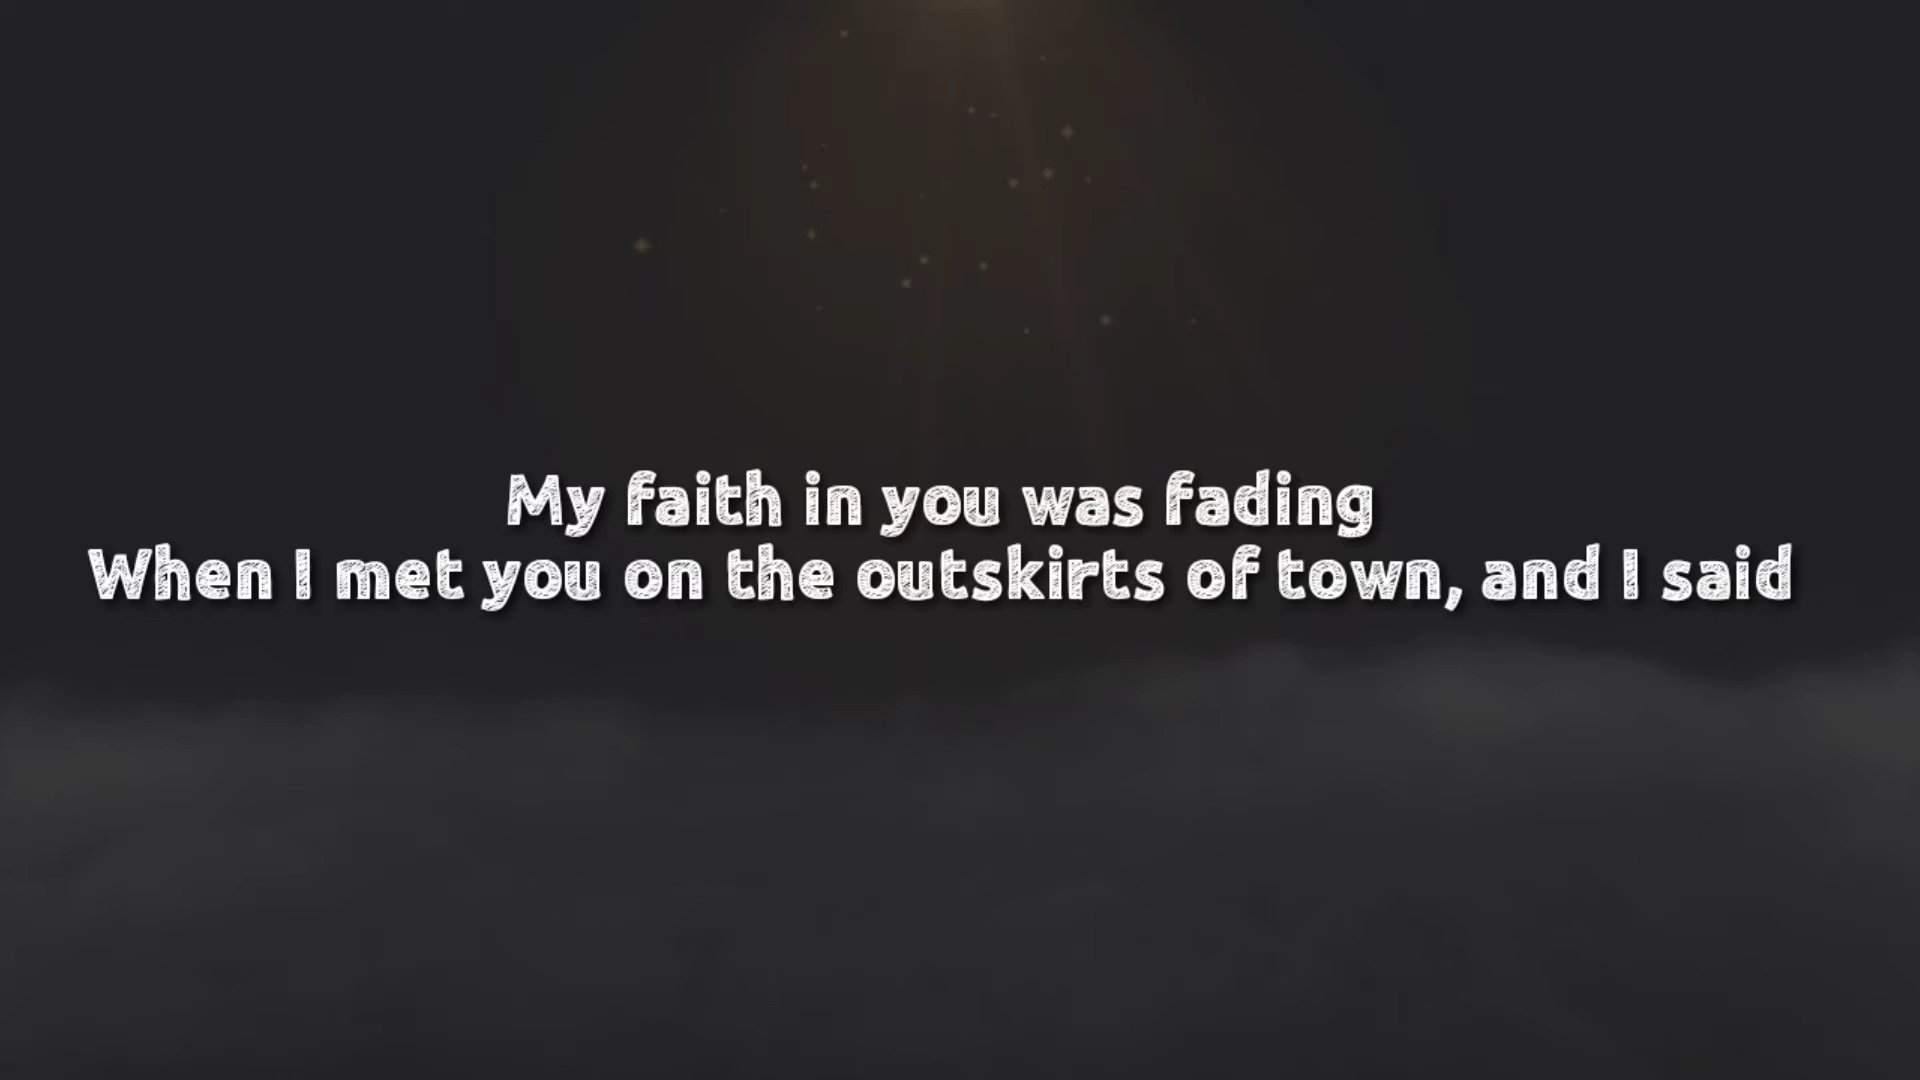 My faith in you was fading
When I met you on the outskirts of town, and I said